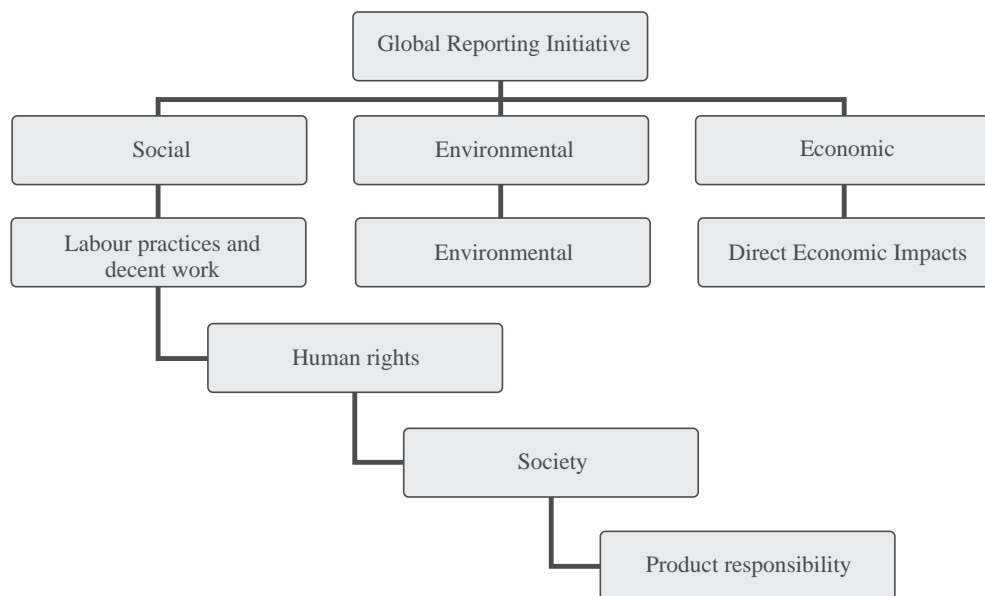 Global Reporting Initiative
Social
Environmental
Economic
Labour practices and
decent work
Environmental
Direct Economic Impacts
Human rights
Society
Product responsibility